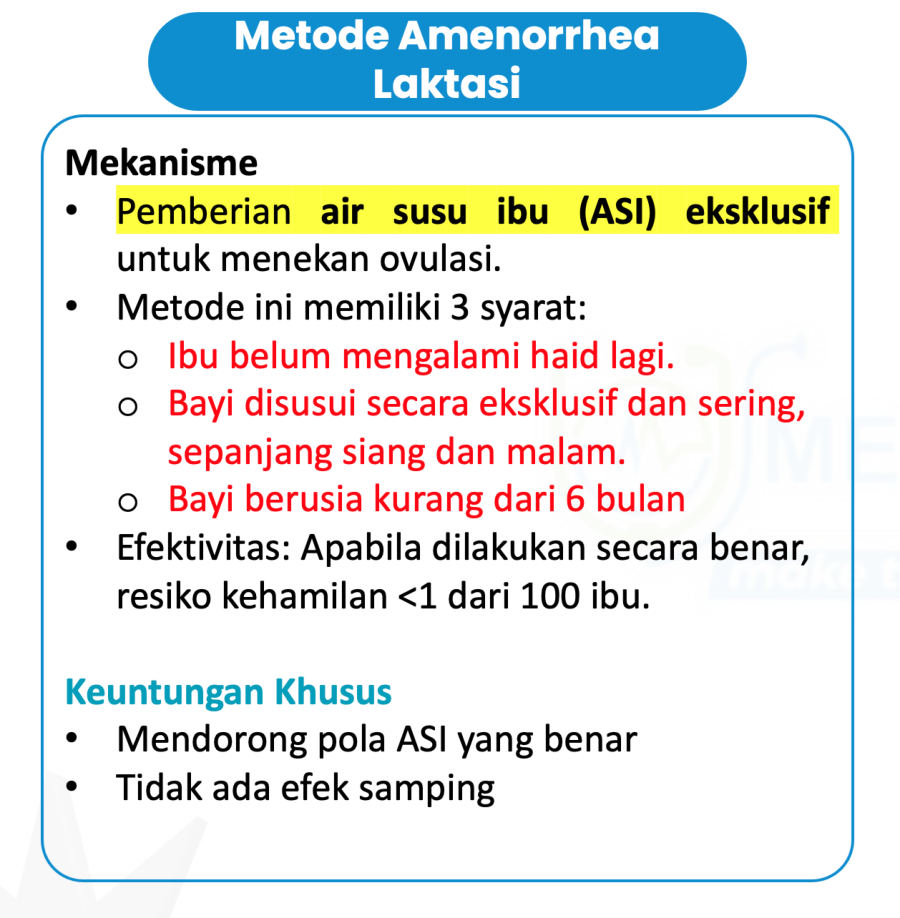 Metode Amenorrhea
Laktasi
Mekanisme
• Pemberian air susu ibu (ASI) eksklusif
untuk menekan ovulasi.
• Metode ini memiliki 3 syarat:
o Ibu belum mengalami haid lagi.
o Bayi disusui secara eksklusif dan sering,
sepanjang siang dan malam.
o Bayi berusia kurang dari 6 bulan
• Efektivitas: Apabila dilakukan secara benar,
resiko kehamilan <1 dari 100 ibu.
Keuntungan Khusus
• Mendorong pola ASI yang benar
• Tidak ada efek samping